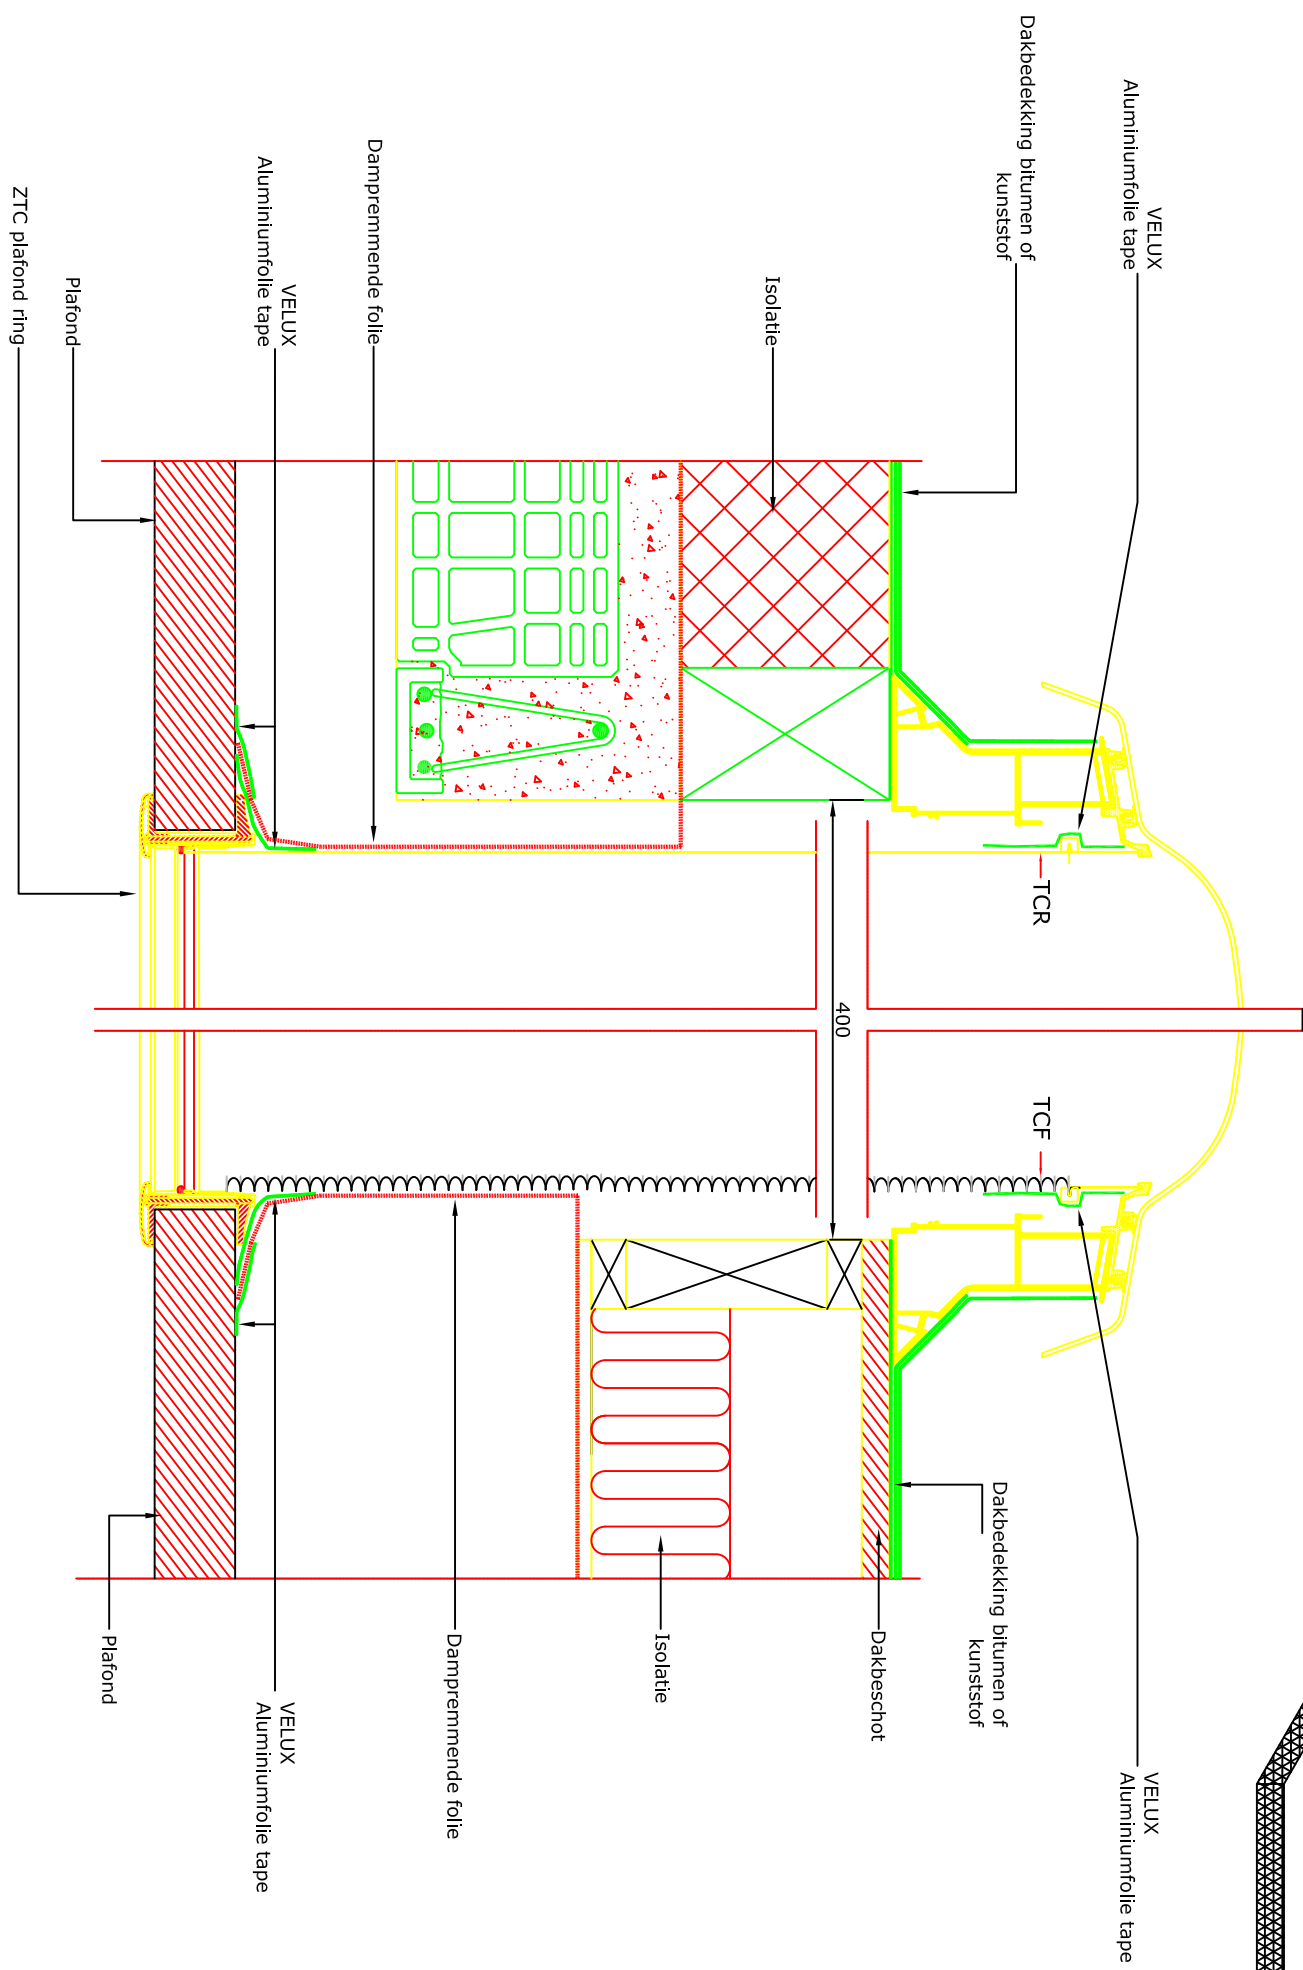 VELUX
Aluminiumfolie tape
Dakbedekking bitumen of
kunststof
Isolatie
Dampremmende folie
VELUX
Aluminiumfolie tape
Plafond
ZTC plafond ring
TCR
400
TCF
VELUX
Aluminiumfolie tape
Dakbedekking bitumen of
kunststof
Dakbeschot
Isolatie
Dampremmende folie
VELUX
Aluminiumfolie tape
Plafond